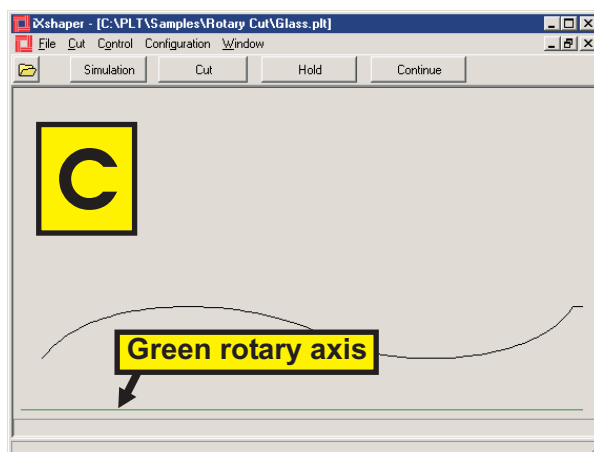 iXshaper - [C:\PLT\Samples\Rotary Cut\Glass.plt]
File Cut Control Configuration Window
Simulation Cut Hold Continue
C
Green rotary axis